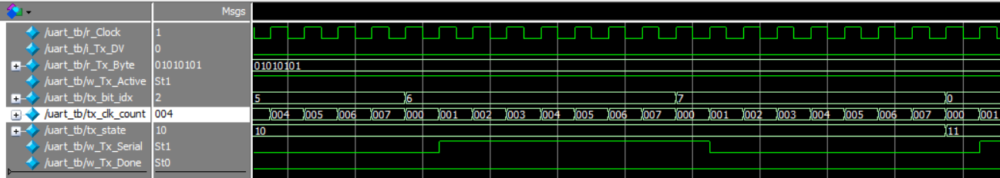 Msgs
/uart_tb/r_Clock 1
/uart_tb/i_Tx_DV 0
/uart_tb/r_Tx_Byte 01010101 01010101
/uart_tb/w_Tx_Active St1
/uart_tb/tx_bit_idx 2 5 6 7 0
/uart_tb/tx_clk_count 004 004 005 006 007 000 001 002 003 004 005 006 007 000 001 002 003 004 005 006 007 000 001
/uart_tb/tx_state 10 10 11
/uart_tb/w_Tx_Serial St1
/uart_tb/w_Tx_Done St0